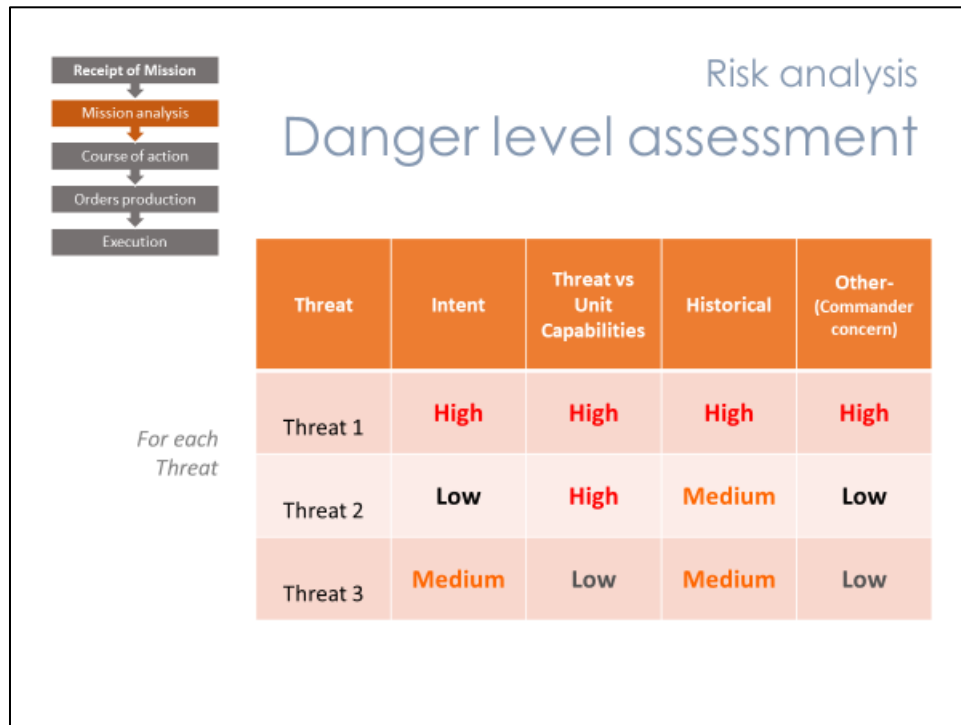 Receipt of Mission
Mission analysis
Course of action
Orders production
Execution
Risk analysis
Danger level assessment
For each
Threat
Threat
Intent
Threat vs
Unit
Capabilities
Historical
Other-
(Commander
concern)
Threat 1
High
High
High
High
Threat 2
Low
High
Medium
Low
Threat 3
Medium
Low
Medium
Low